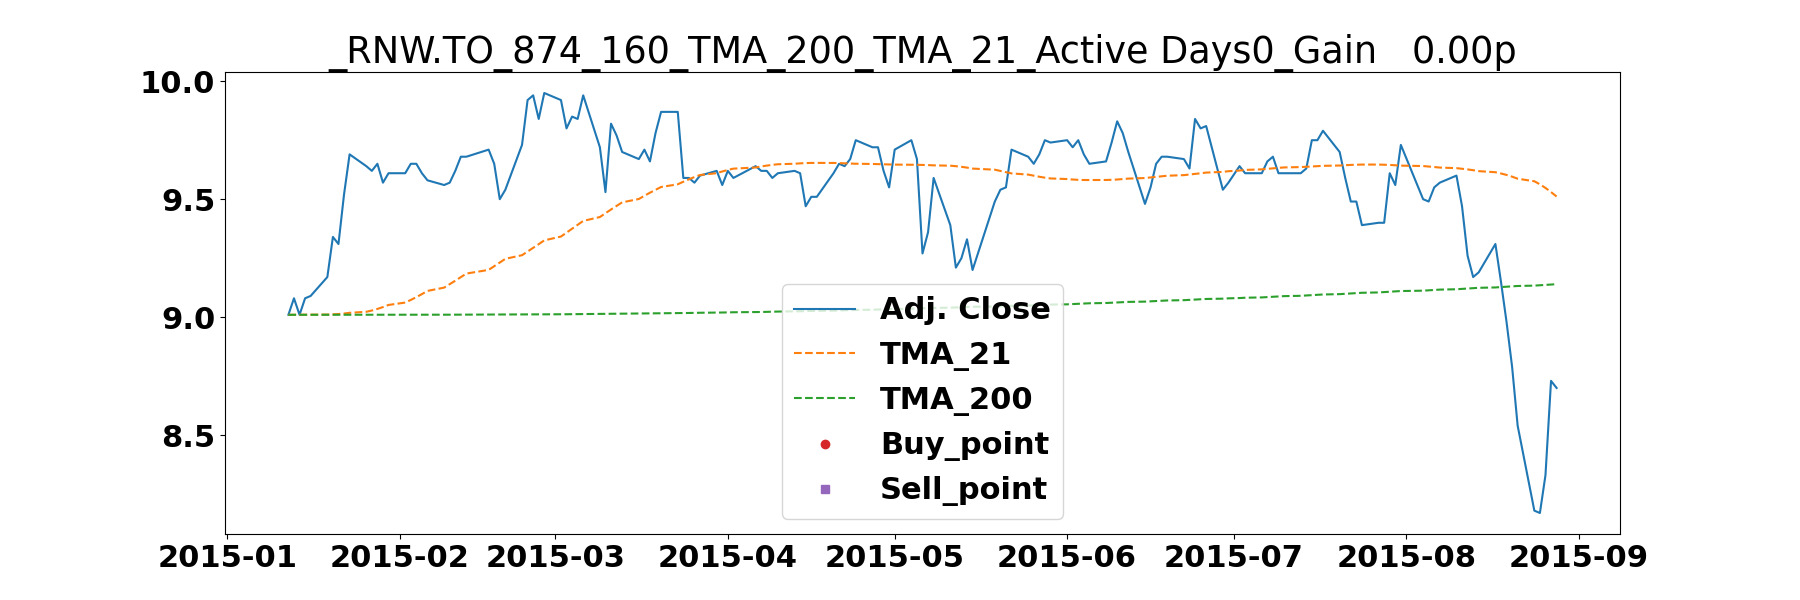 _RNW.TO_874_160_TMA_200_TMA_21_Active Days0_Gain   0.00p
10.0
9.5
9.0
8.5
Adj. Close
TMA_21
TMA_200
Buy_point
Sell_point
2015-01 2015-02 2015-03 2015-04 2015-05 2015-06 2015-07 2015-08 2015-09